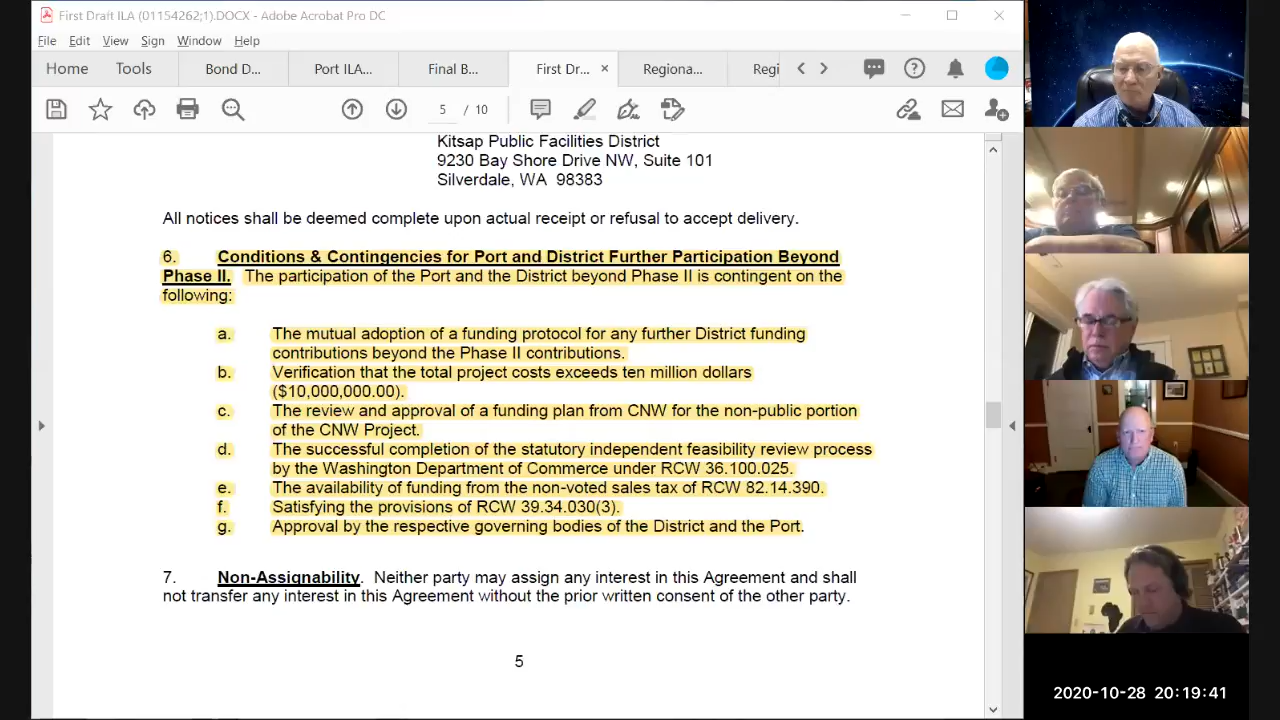 First Draft ILA (01154262;1).DOCX - Adobe Acrobat Pro DC
File Edit View Sign Window Help
Home Tools Bond D... Port ILA... Final B... First Dr... × Regiona... Regi
5 / 10
Kitsap Public Facilities District
9230 Bay Shore Drive NW, Suite 101
Silverdale, WA 98383
All notices shall be deemed complete upon actual receipt or refusal to accept delivery.
6. Conditions & Contingencies for Port and District Further Participation Beyond
Phase II. The participation of the Port and the District beyond Phase II is contingent on the
following:
a. The mutual adoption of a funding protocol for any further District funding
contributions beyond the Phase II contributions.
b. Verification that the total project costs exceeds ten million dollars
($10,000,000.00).
c. The review and approval of a funding plan from CNW for the non-public portion
of the CNW Project.
d. The successful completion of the statutory independent feasibility review process
by the Washington Department of Commerce under RCW 36.100.025.
e. The availability of funding from the non-voted sales tax of RCW 82.14.390.
f. Satisfying the provisions of RCW 39.34.030(3).
g. Approval by the respective governing bodies of the District and the Port.
7. Non-Assignability. Neither party may assign any interest in this Agreement and shall
not transfer any interest in this Agreement without the prior written consent of the other party.
5
2020-10-28 20:19:41